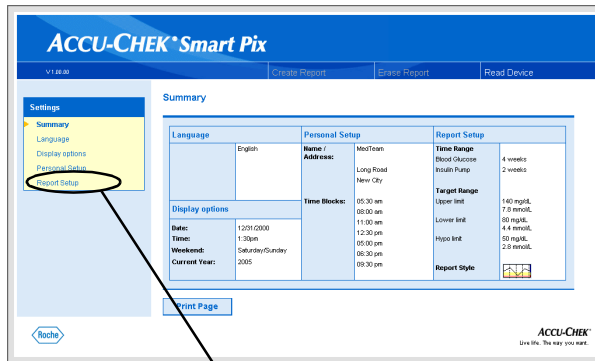 ACCU-CHEK® Smart Pix
V 1.00.00 Create Report Erase Report Read Device
Settings
Summary
Language
Display options
Personal Setup
Report Setup
Summary
Language
English
Display options
Date: 12/31/2000
Time: 1:30pm
Weekend: Saturday/Sunday
Current Year: 2005
Personal Setup
Name / Address: MedTeam
Long Road
New City
Time Blocks: 05:30 am
08:00 am
11:00 am
12:30 pm
05:00 pm
06:30 pm
09:30 pm
Report Setup
Time Range
Blood Glucose 4 weeks
Insulin Pump 2 weeks
Target Range
Upper limit 140 mg/dL
7.8 mmol/L
Lower limit 80 mg/dL
4.4 mmol/L
Hypo limit 50 mg/dL
2.8 mmol/L
Report Style
Print Page
Roche
ACCU-CHEK®
Live life. The way you want.